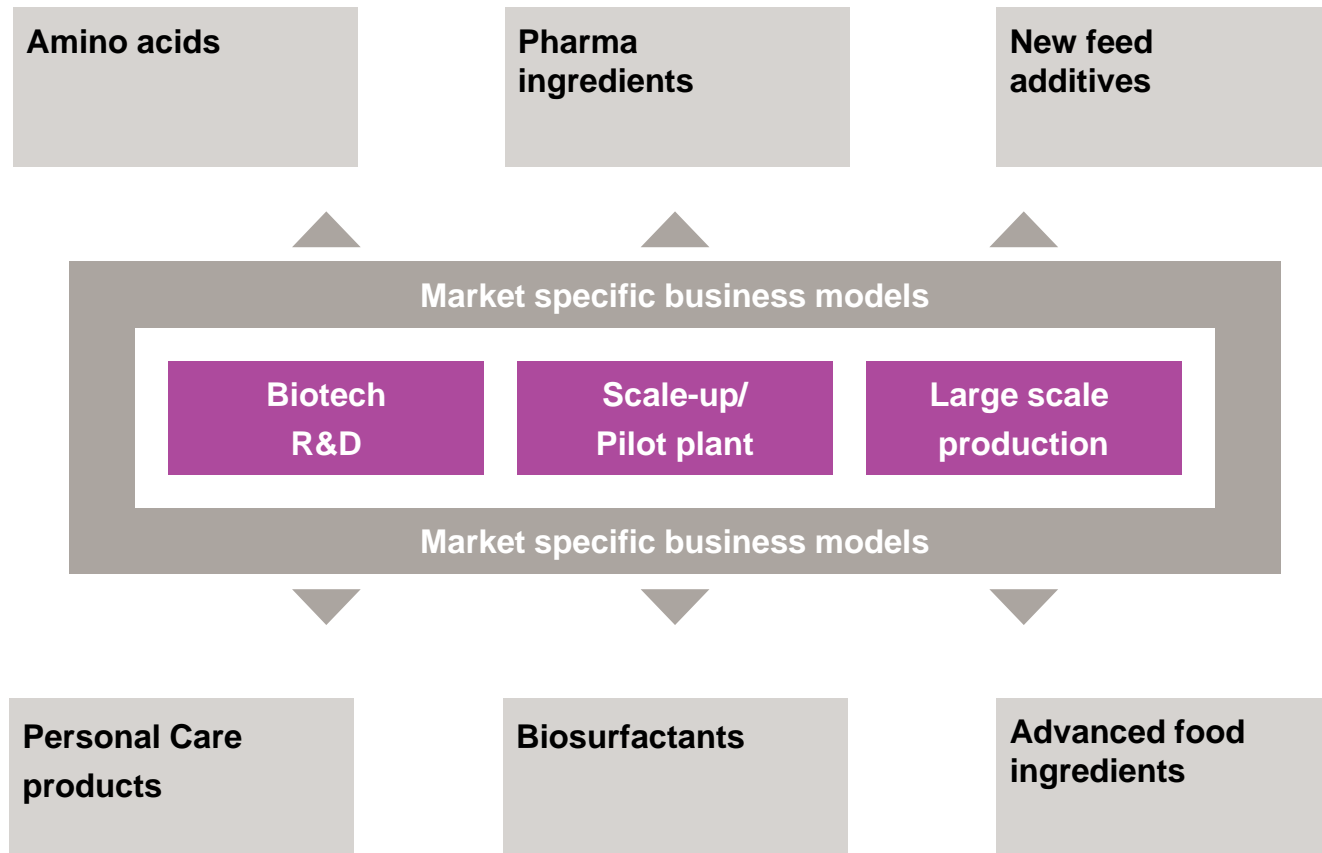 Amino acids
Pharma
ingredients
New feed
additives
Market specific business models
Biotech
R&D
Scale-up/
Pilot plant
Large scale
production
Market specific business models
Personal Care
products
Biosurfactants
Advanced food
ingredients